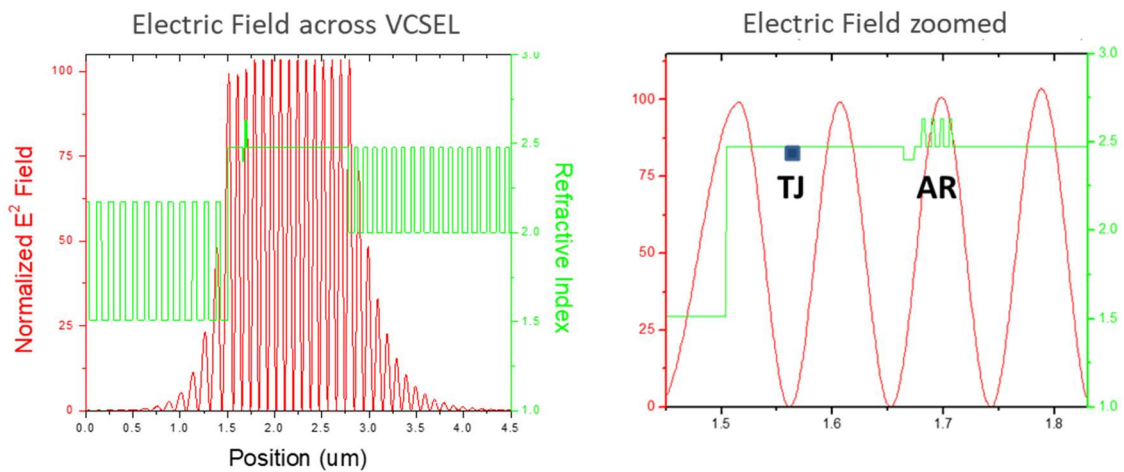 Electric Field across VCSEL
Normalized E² Field
100
75
50
25
0
0.0 0.5 1.0 1.5 2.0 2.5 3.0 3.5 4.0 4.5
Position (um)
3.0
2.5
2.0
1.5
1.0
Refractive Index
Electric Field zoomed
100
75
50
25
0
TJ
AR
1.5 1.6 1.7 1.8
3.0
2.5
2.0
1.5
1.0